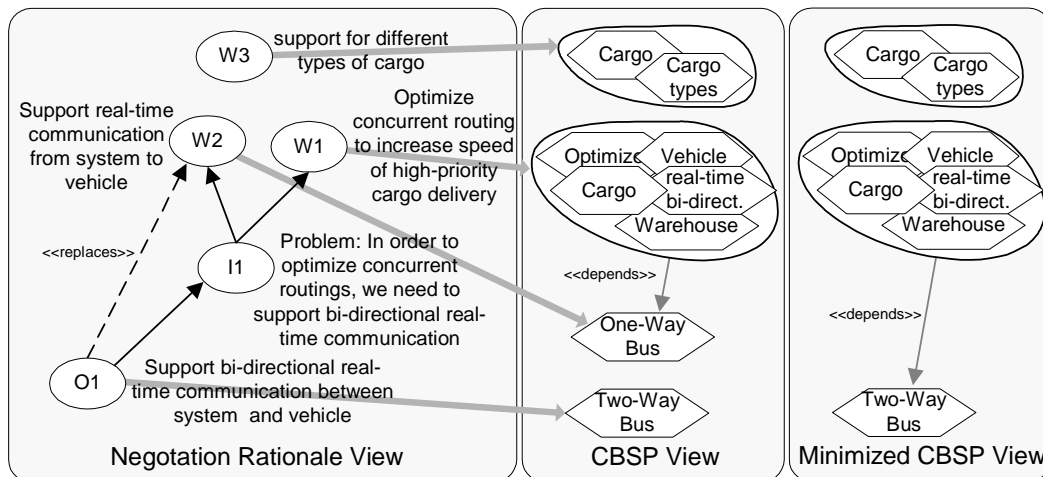 W3
support for different
types of cargo
Support real-time
communication
from system to
vehicle
W2
W1
Optimize
concurrent routing
to increase speed
of high-priority
cargo delivery
<<replaces>>
I1
Problem: In order to
optimize concurrent
routings, we need to
support bi-directional real-
time communication
O1
Support bi-directional real-
time communication between
system and vehicle
Negotation Rationale View
Cargo
Cargo
types
Optimize
Vehicle
Cargo
real-time
bi-direct.
Warehouse
<<depends>>
One-Way
Bus
Two-Way
Bus
CBSP View
Cargo
Cargo
types
Optimize
Vehicle
Cargo
real-time
bi-direct.
Warehouse
<<depends>>
Two-Way
Bus
Minimized CBSP View